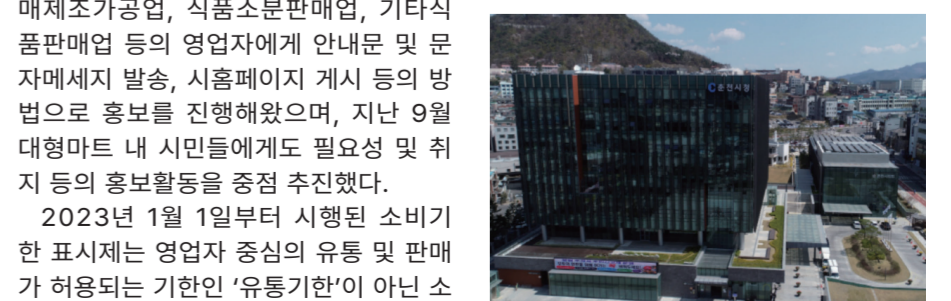 매제조가공업, 식품소분판매업, 기타식
품판매업 등의 영업자에게 안내문 및 문
자메세지 발송, 시홈페이지 게시 등의 방
법으로 홍보를 진행해왔으며, 지난 9월
대형마트 내 시민들에게도 필요성 및 취
지 등의 홍보활동을 중점 추진했다.
2023년 1월 1일부터 시행된 소비기
한 표시제는 영업자 중심의 유통 및 판매
가 허용되는 기한인 ‘유통기한’이 아닌 소
춘천시청